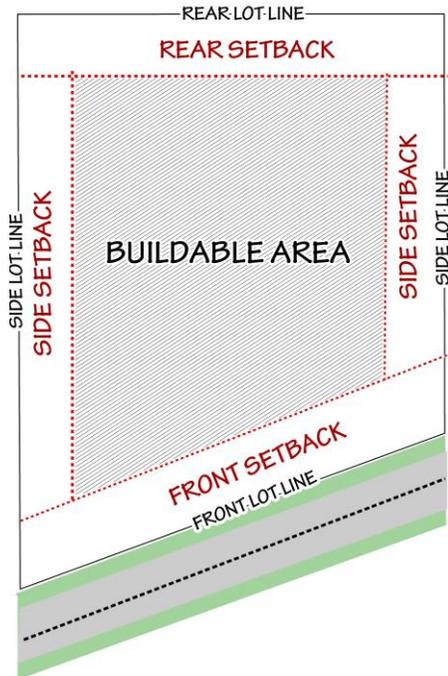 REAR LOT LINE
REAR SETBACK
SIDE LOT LINE
SIDE SETBACK
BUILDABLE AREA
SIDE SETBACK
SIDE LOT LINE
FRONT SETBACK
FRONT LOT LINE